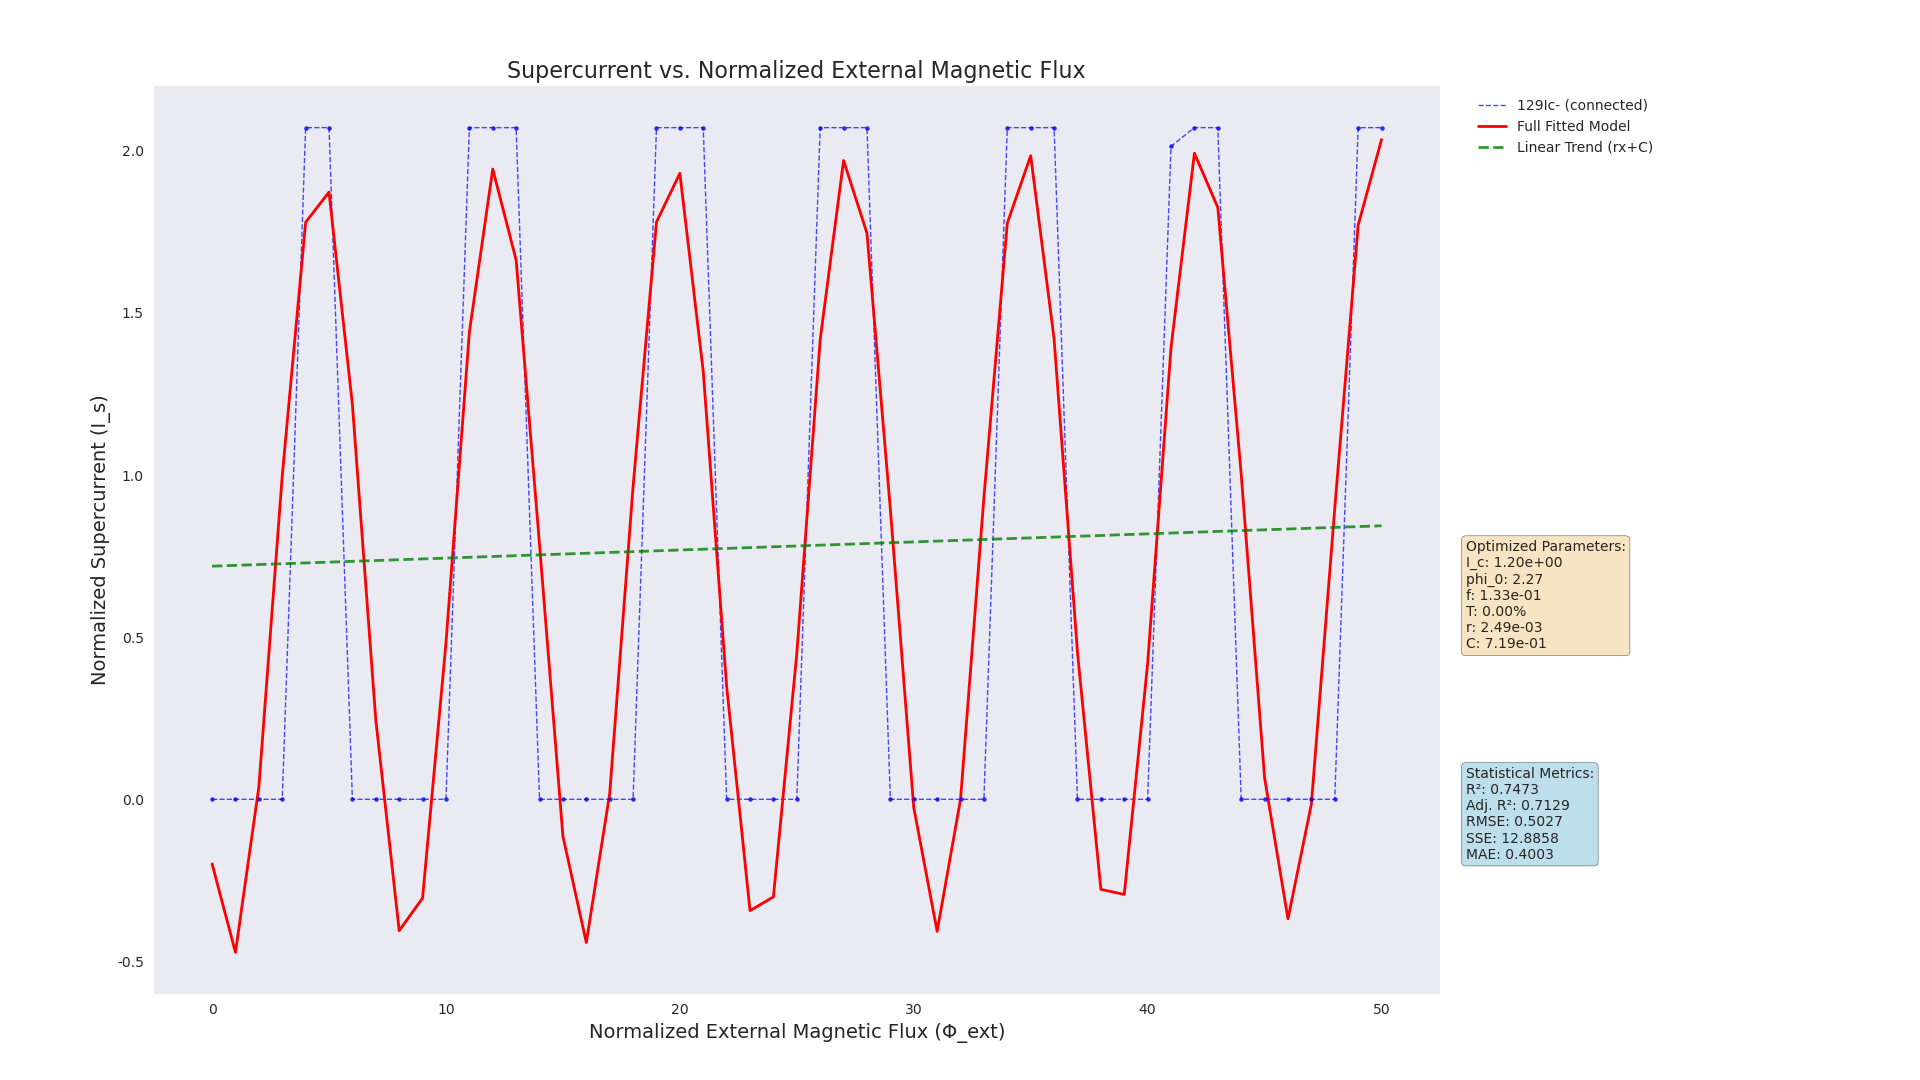 Supercurrent vs. Normalized External Magnetic Flux
129Ic- (connected)
Full Fitted Model
Linear Trend (rx+C)
Normalized Supercurrent (I_s)
2.0
1.5
1.0
0.5
0.0
-0.5
0
10
20
30
40
50
Normalized External Magnetic Flux (Φ_ext)
Optimized Parameters:
I_c: 1.20e+00
phi_0: 2.27
f: 1.33e-01
T: 0.00%
r: 2.49e-03
C: 7.19e-01
Statistical Metrics:
R²: 0.7473
Adj. R²: 0.7129
RMSE: 0.5027
SSE: 12.8858
MAE: 0.4003